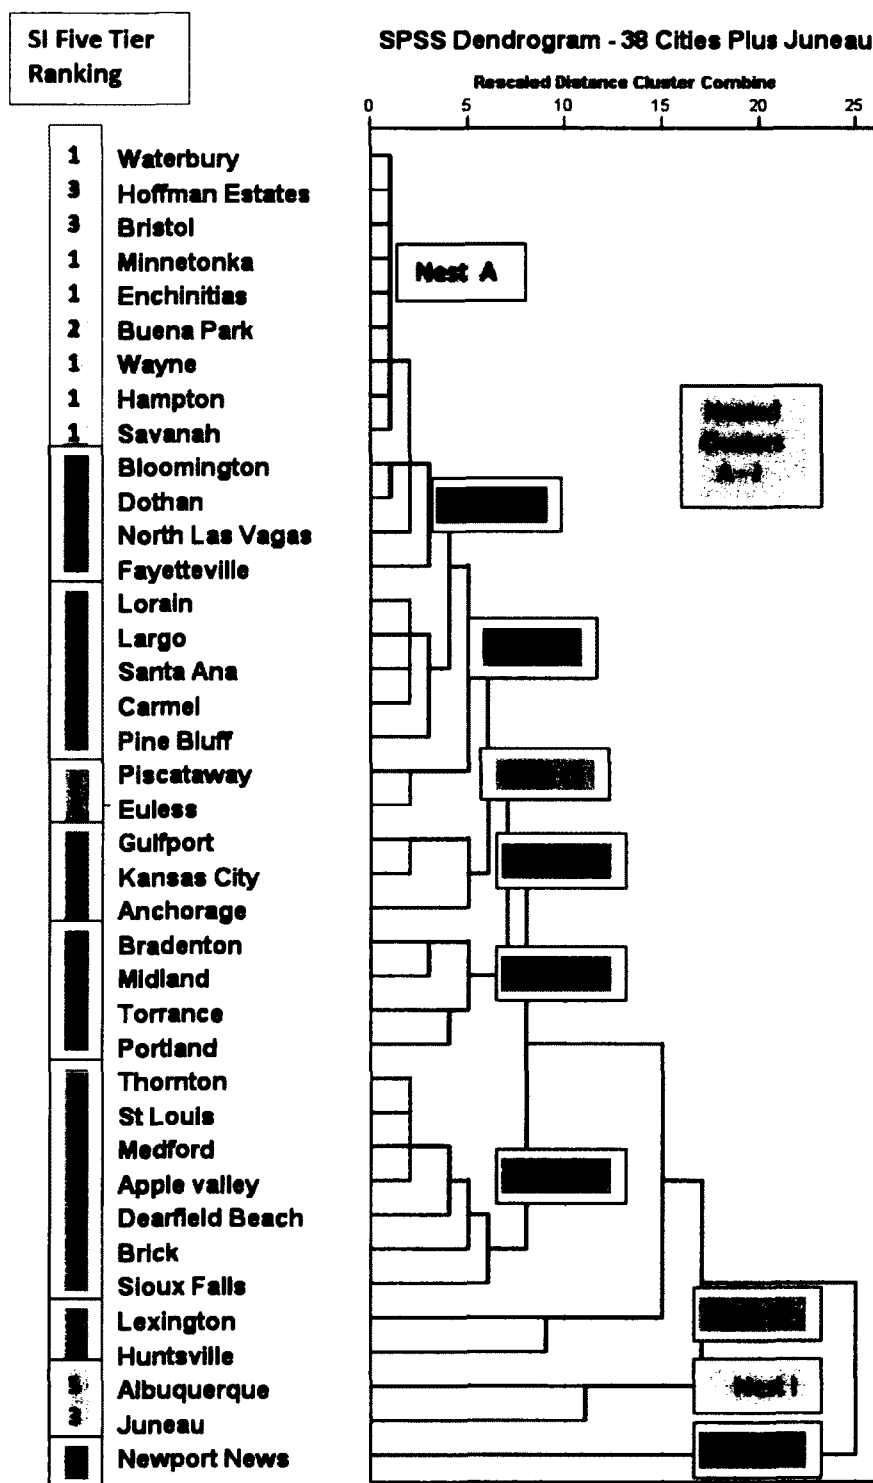 SI Five Tier
Ranking
SPSS Dendrogram - 38 Cities Plus Juneau
Rescaled Distance Cluster Combine
0 5 10 15 20 25
1 Waterbury
3 Hoffman Estates
3 Bristol
1 Minnetonka
Nest A
1 Enchinitias
2 Buena Park
1 Wayne
1 Hampton
1 Savanah
Bloomington
Dothan
North Las Vagas
Fayetteville
Lorain
Largo
Santa Ana
Carmel
Pine Bluff
Piscataway
Euless
Gulfport
Kansas City
Anchorage
Bradenton
Midland
Torrance
Portland
Thornton
St Louis
Medford
Apple valley
Dearfield Beach
Brick
Sioux Falls
Lexington
Huntsville
Albuquerque
Nest I
Juneau
Newport News